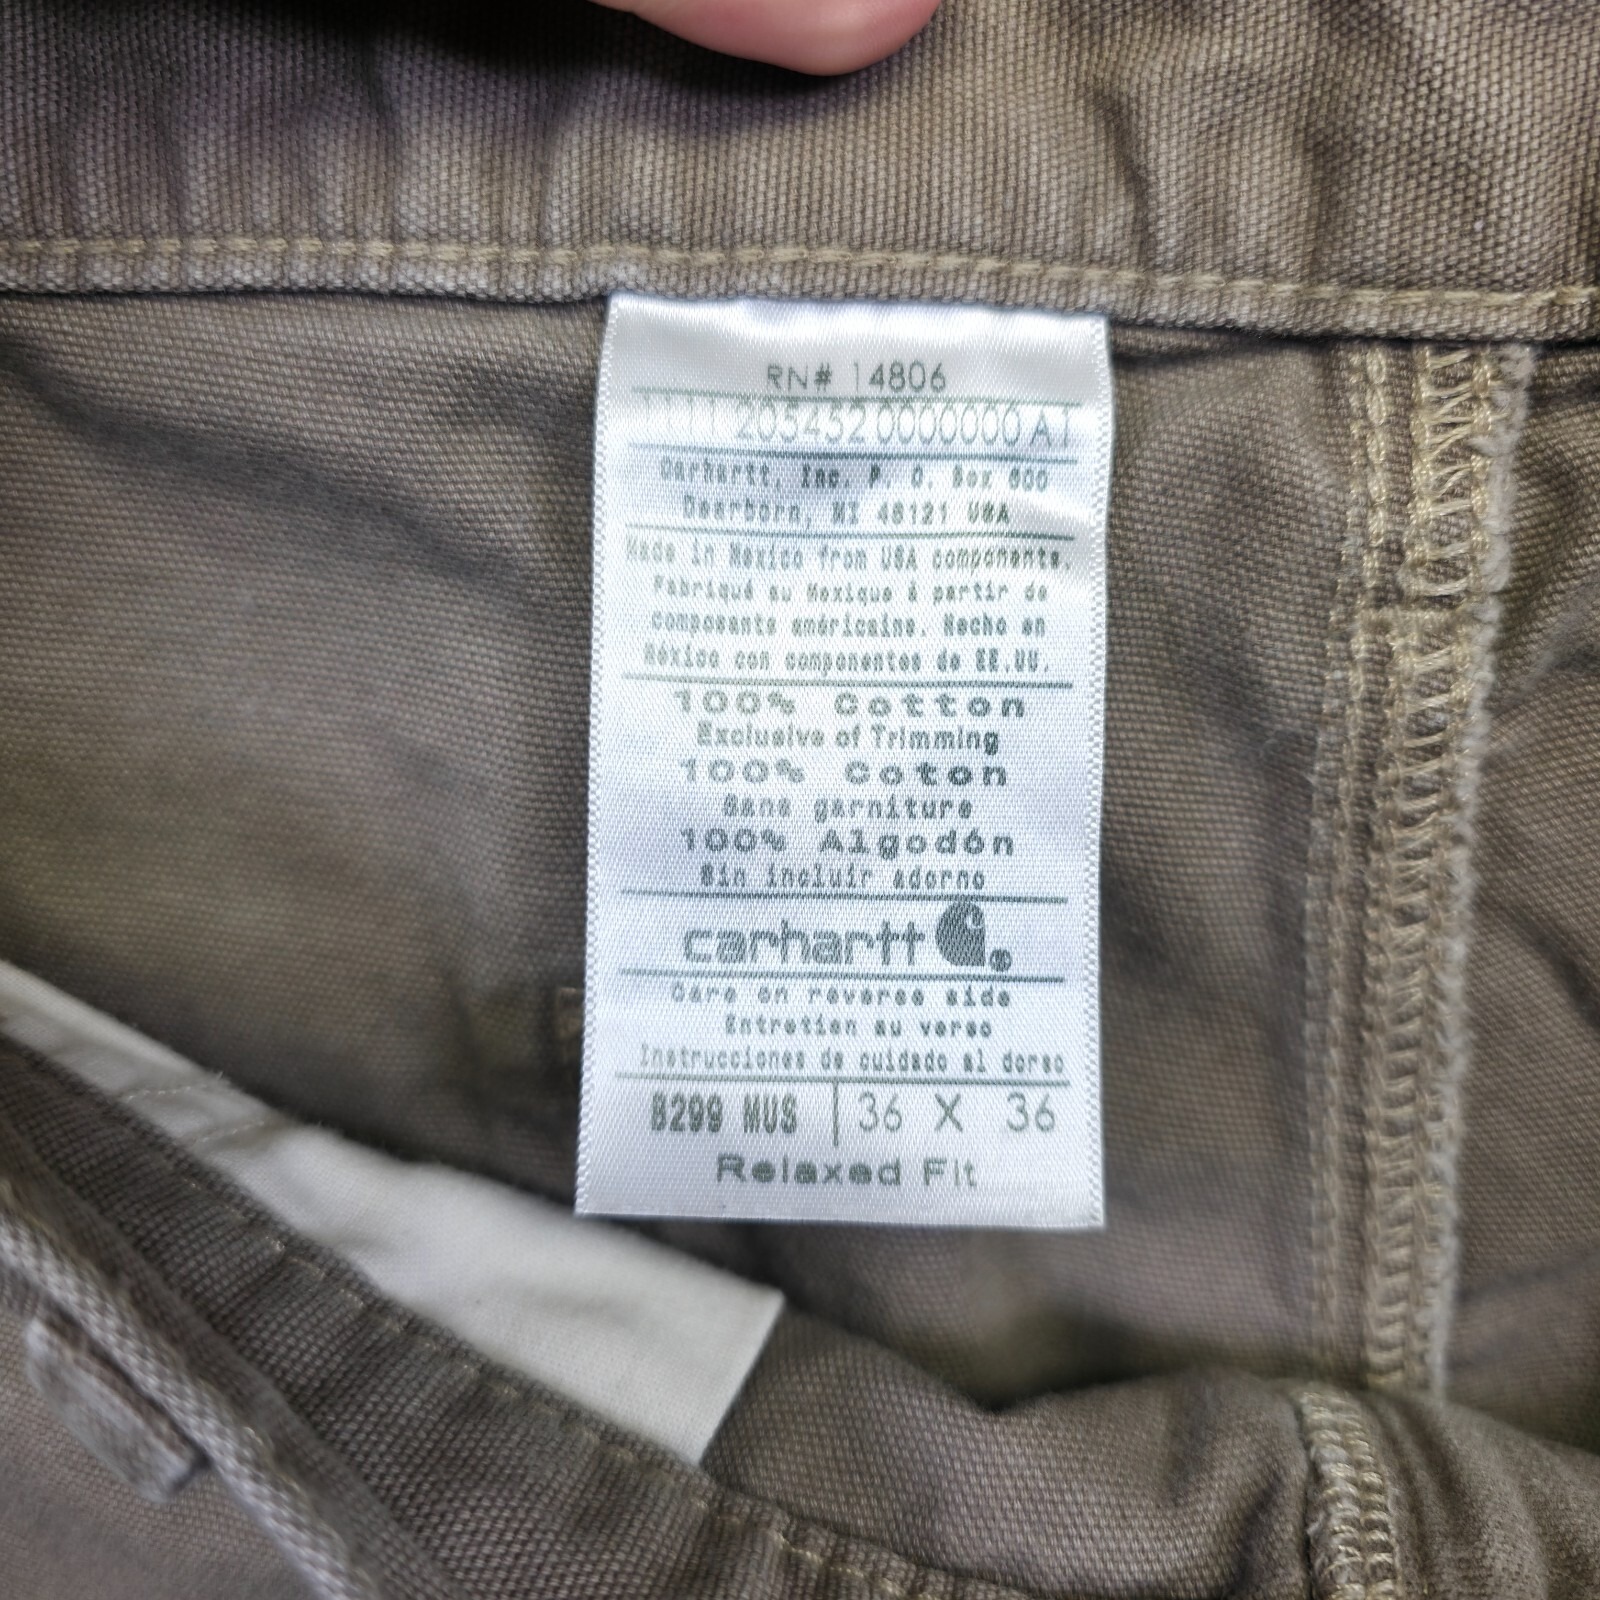 RN# 14806
2054520000000A1
Carhartt, Inc. P. O. Box 600
Dearborn, MI 48121 USA
Made in Mexico from USA components.
Fabriqué au Mexique á partir de
composants américains. Hecho en
México con componentes de EE.UU.
100% Cotton
Exclusive of Trimming
100% Coton
Sans garniture
100% Algodón
Sin incluir adorno
carhartt ®
Care on reverse side
Entretien au verso
Instrucciones de cuidado al dorso
B299 MUS 36 X 36
Relaxed Fit